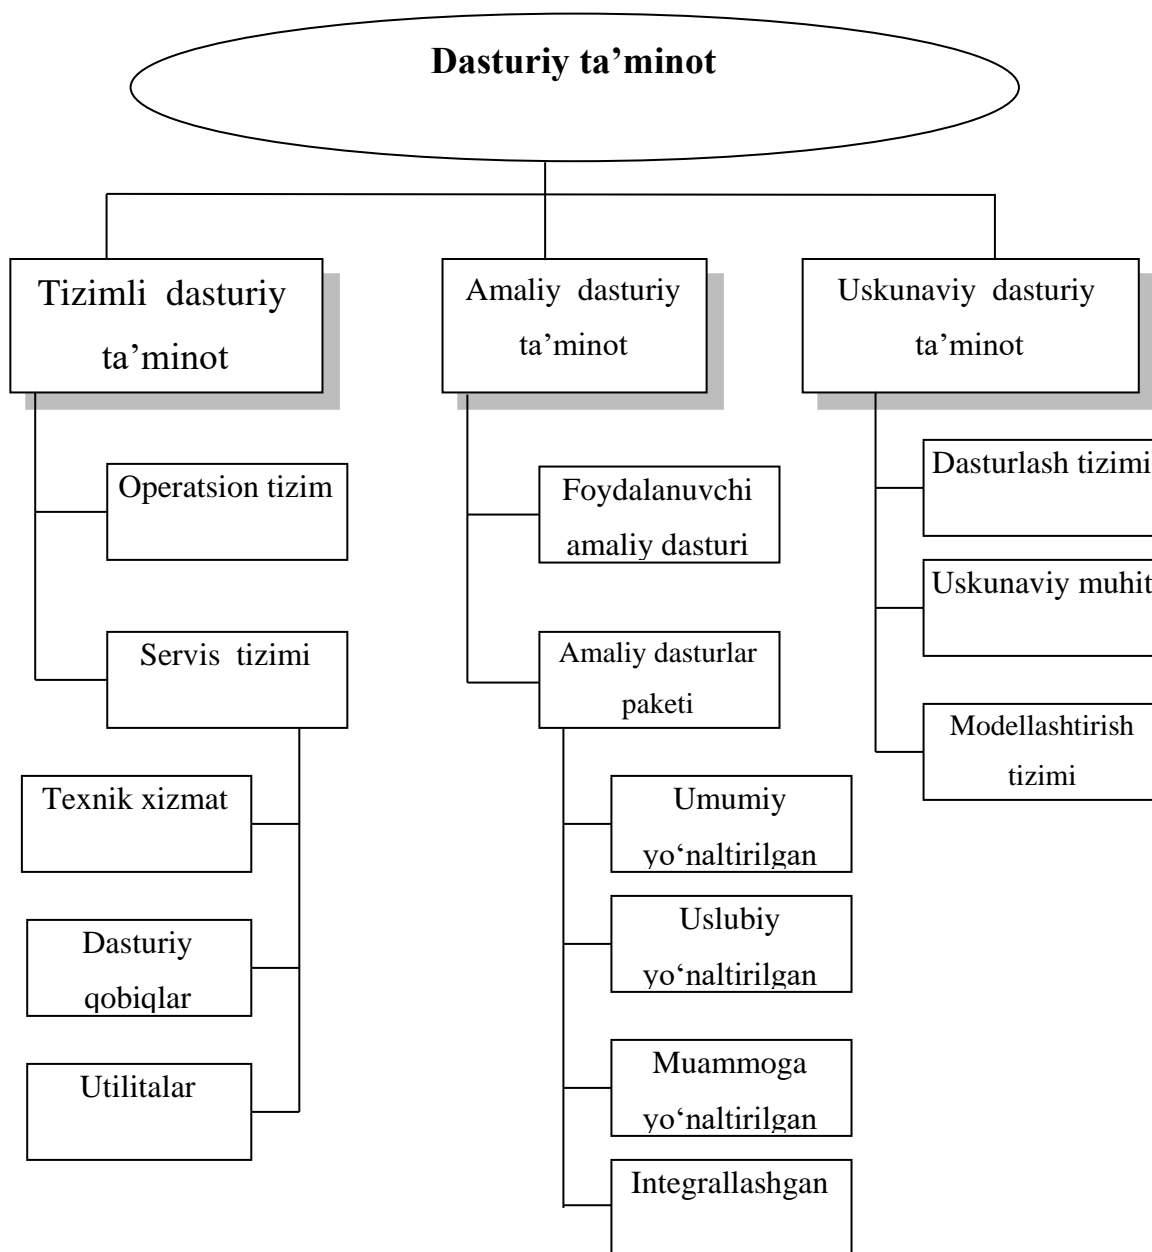 Dasturiy ta’minot
Tizimli dasturiy
ta’minot
Amaliy dasturiy
ta’minot
Uskunaviy dasturiy
ta’minot
Operatsion tizim
Servis tizimi
Texnik xizmat
Dasturiy
qobiqlar
Utilitalar
Foydalanuvchi
amaliy dasturi
Amaliy dasturlar
paketi
Umumiy
yo‘naltirilgan
Uslubiy
yo‘naltirilgan
Muammoga
yo‘naltirilgan
Integrallashgan
Dasturlash tizimi
Uskunaviy muhit
Modellashtirish
tizimi